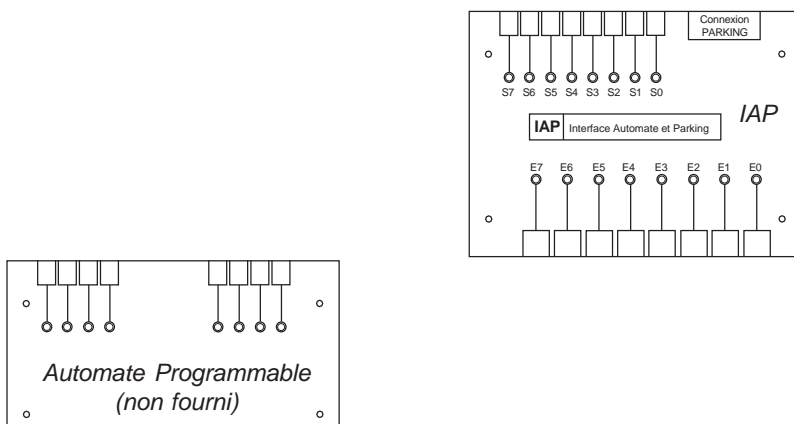 Connexion
PARKING
S7 S6 S5 S4 S3 S2 S1 S0
IAP
IAP Interface Automate et Parking
E7 E6 E5 E4 E3 E2 E1 E0
Automate Programmable
(non fourni)